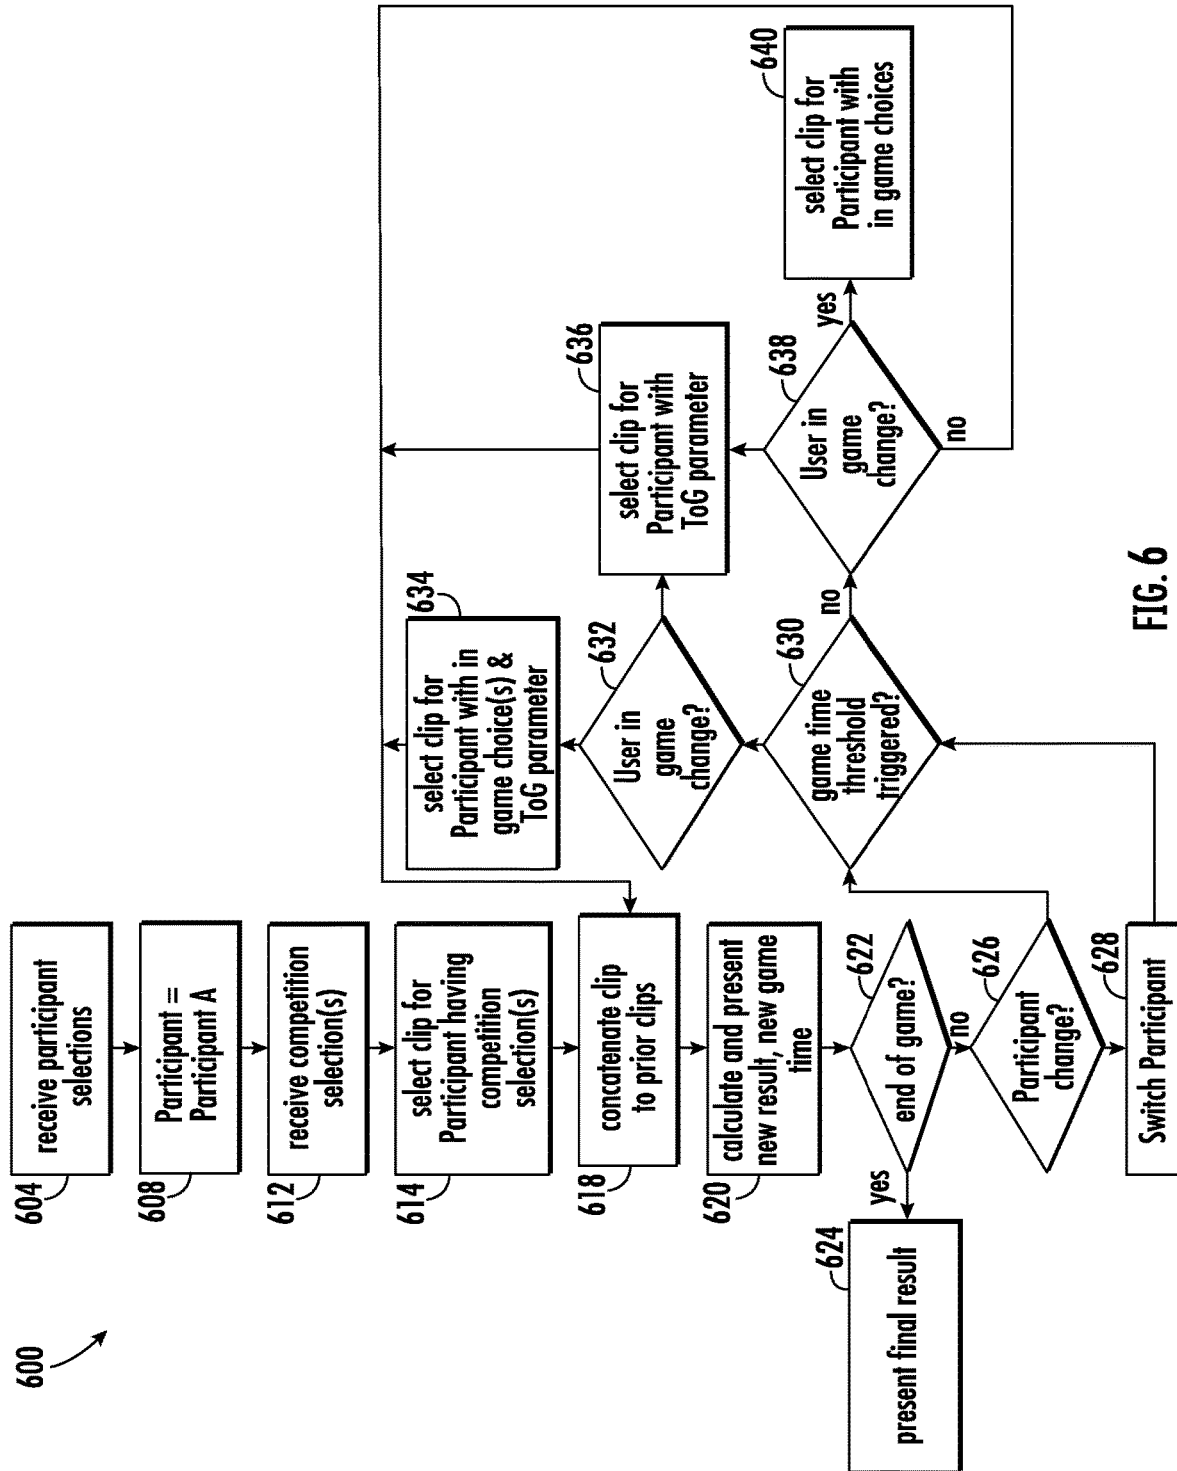 600
604
receive participant
selections
608
Participant =
Participant A
612
receive competition
selection(s)
614
select clip for
Participant having
competition
selection(s)
618
concatenate clip
to prior clips
620
calculate and present
new result, new game
time
622
end of game?
yes
no
624
present final result
626
Participant
change?
628
Switch Participant
630
game time
threshold
triggered?
no
632
User in
game
change?
634
select clip for
Participant with in
game choice(s) &
ToG parameter
636
select clip for
Participant with
ToG parameter
638
User in
game
change?
yes
no
640
select clip for
Participant with
in game choices
FIG. 6